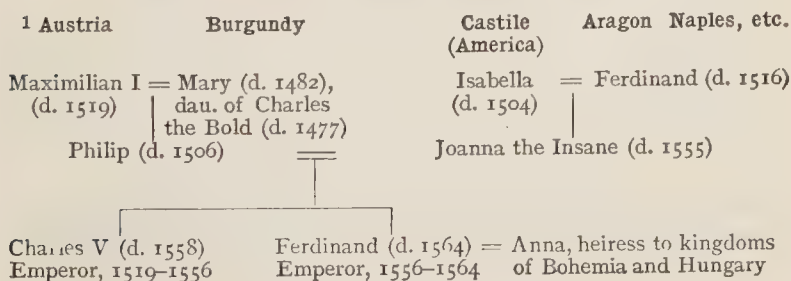 1 Austria Burgundy Castile Aragon Naples, etc.
(America)
Maximilian I = Mary (d. 1482), Isabella = Ferdinand (d. 1516)
(d. 1519) dau. of Charles (d. 1504)
the Bold (d. 1477)
Philip (d. 1506) = Joanna the Insane (d. 1555)
Charles V (d. 1558) Ferdinand (d. 1564) = Anna, heiress to kingdoms
Emperor, 1519–1556 Emperor, 1556–1564 of Bohemia and Hungary